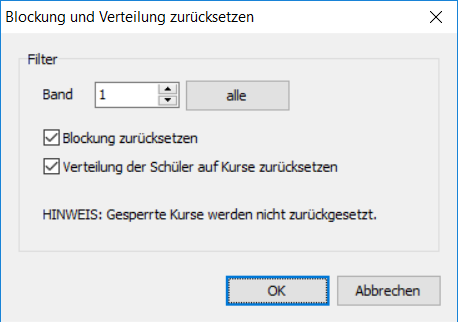 Blockung und Verteilung zurücksetzen
Filter
Band 1 alle
Blockung zurücksetzen
Verteilung der Schüler auf Kurse zurücksetzen
HINWEIS: Gesperrte Kurse werden nicht zurückgesetzt.
OK Abbrechen